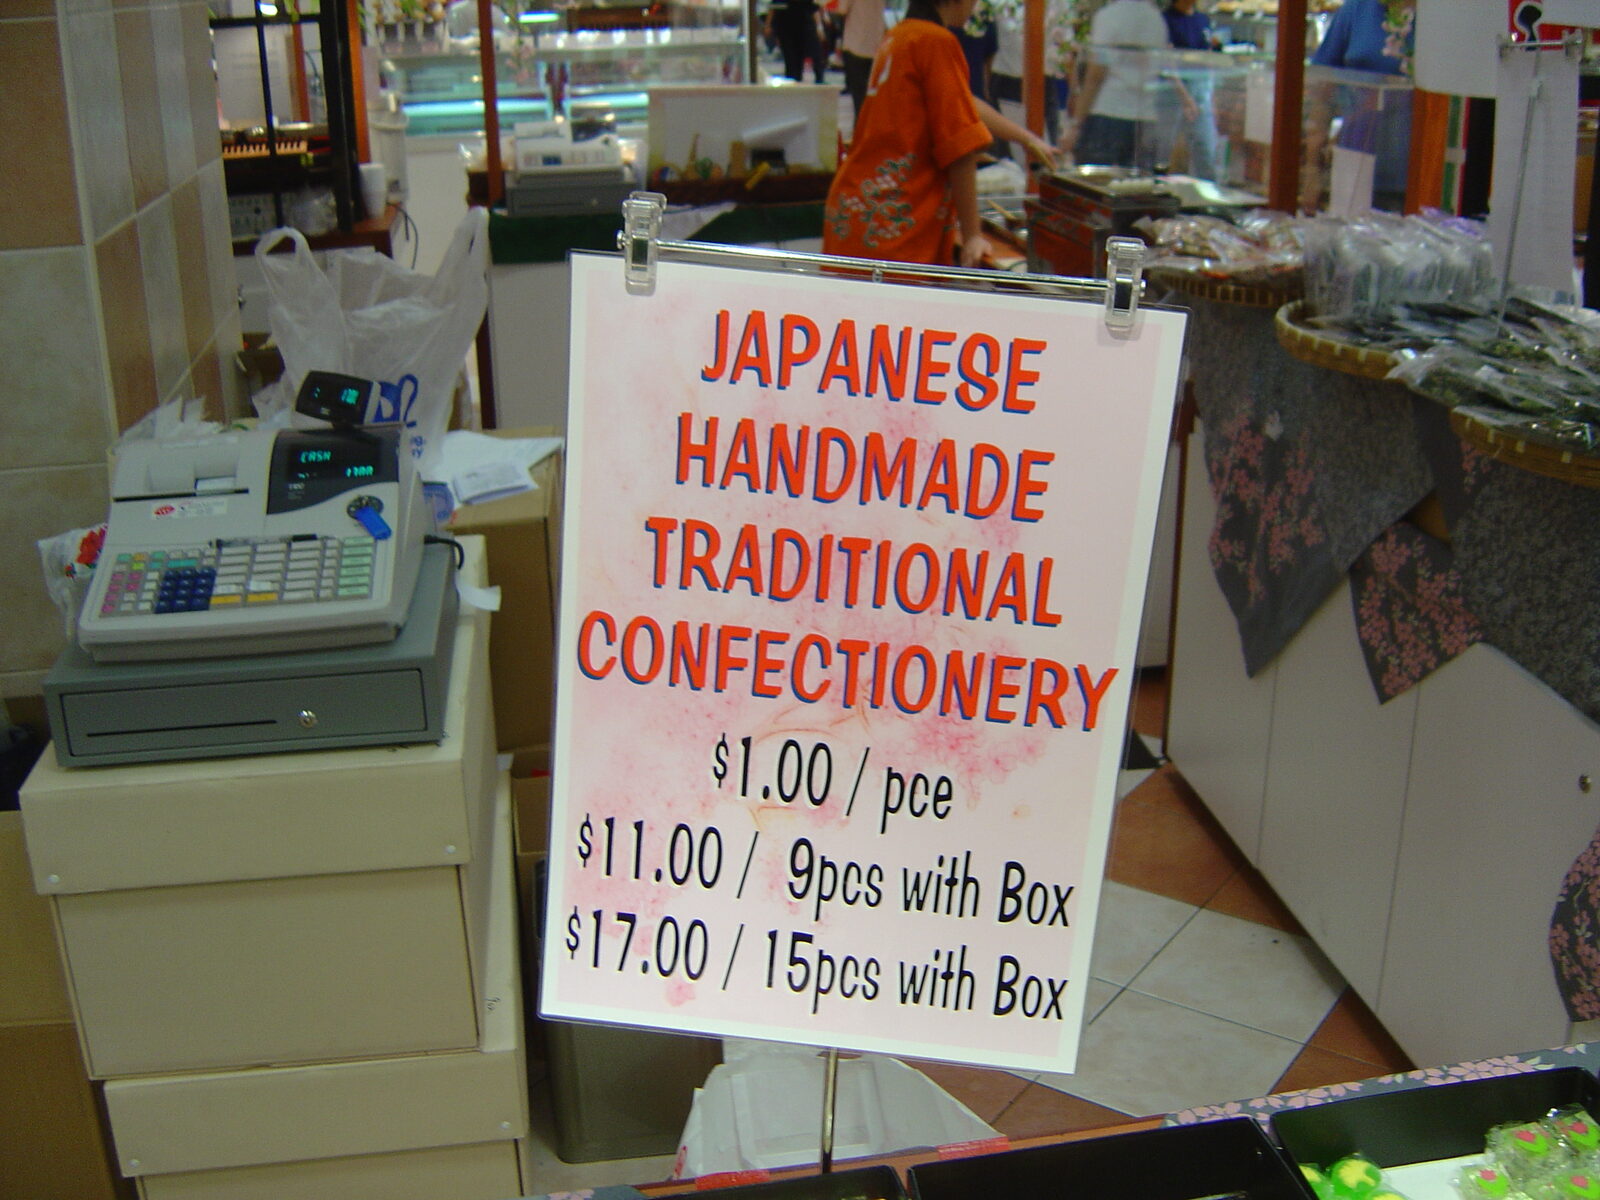 JAPANESE
HANDMADE
TRADITIONAL
CONFECTIONERY
$1.00 / pce
$11.00 / 9pcs with Box
$17.00 / 15pcs with Box
CASH